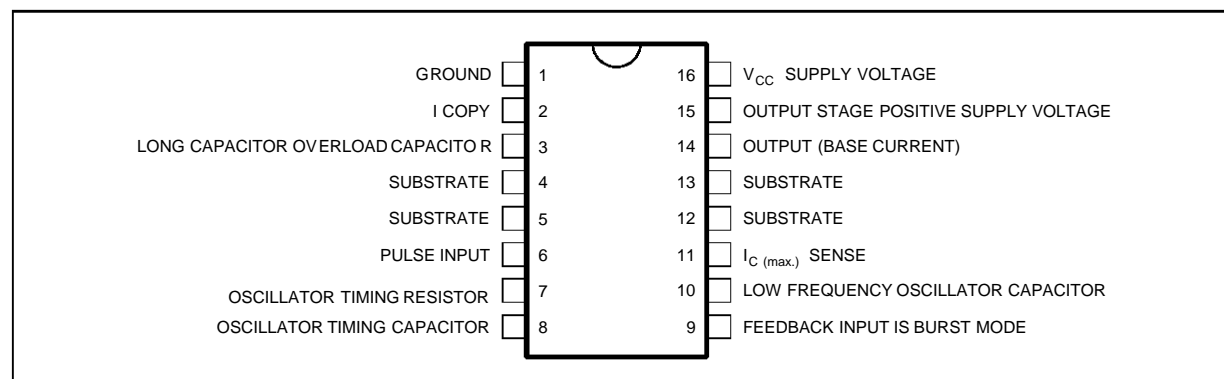 GROUND 1
I COPY 2
LONG CAPACITOR OVERLOAD CAPACITO R 3
SUBSTRATE 4
SUBSTRATE 5
PULSE INPUT 6
OSCILLATOR TIMING RESISTOR 7
OSCILLATOR TIMING CAPACITOR 8
16 VCC SUPPLY VOLTAGE
15 OUTPUT STAGE POSITIVE SUPPLY VOLTAGE
14 OUTPUT (BASE CURRENT)
13 SUBSTRATE
12 SUBSTRATE
11 IC (max.) SENSE
10 LOW FREQUENCY OSCILLATOR CAPACITOR
9 FEEDBACK INPUT IS BURST MODE